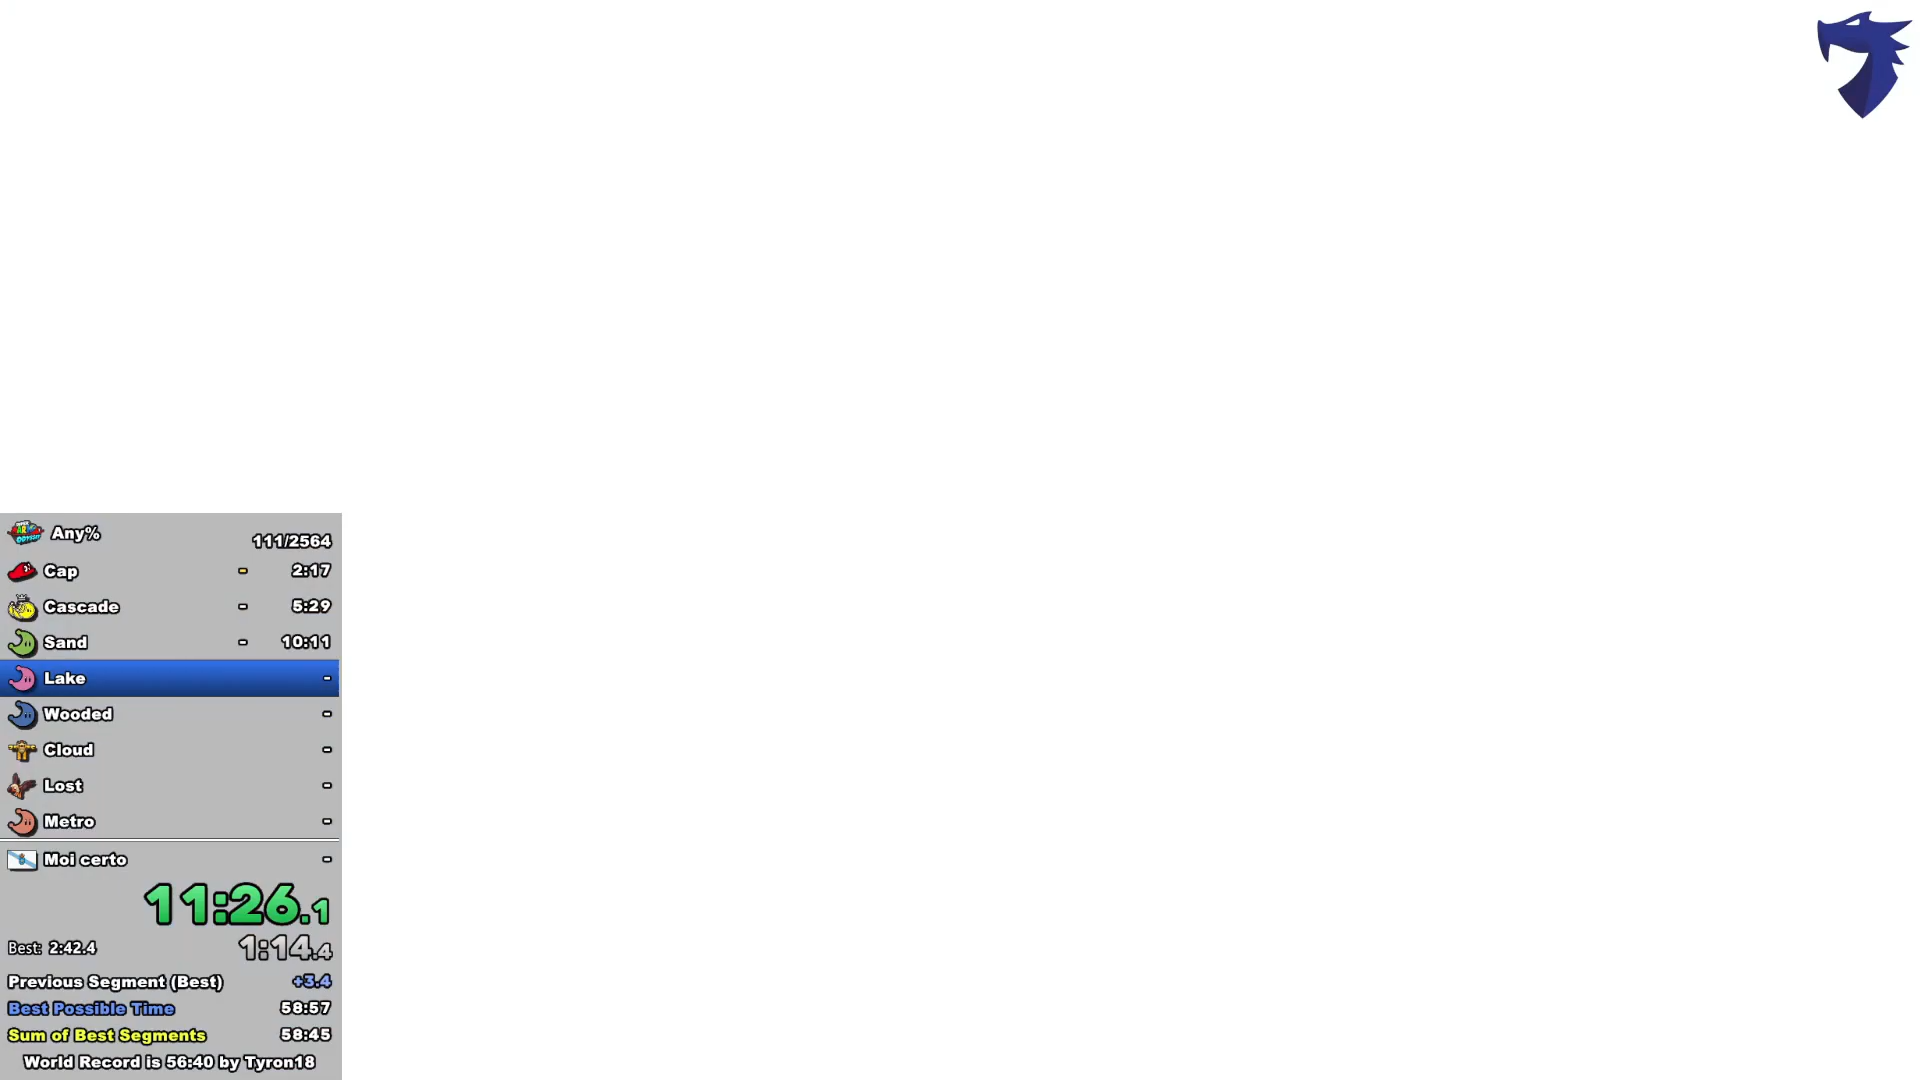 Any%
111/2564
Cap - 2:17
Cascade - 5:29
Sand - 10:11
Lake -
Wooded -
Cloud -
Lost -
Metro -
Moi certo -
11:26.1
Best: 2:42.4 1:14.4
Previous Segment (Best) +3.4
Best Possible Time 58:57
Sum of Best Segments 58:45
World Record is 56:40 by Tyron18